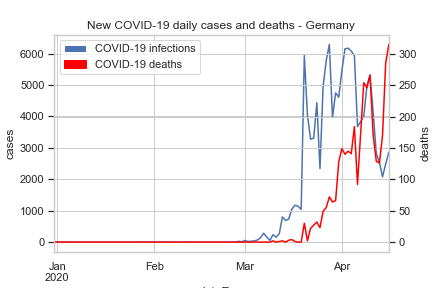 New COVID-19 daily cases and deaths - Germany
COVID-19 infections
COVID-19 deaths
cases
6000
5000
4000
3000
2000
1000
0
300
250
200
150
100
50
0
deaths
Jan
2020
Feb
Mar
Apr